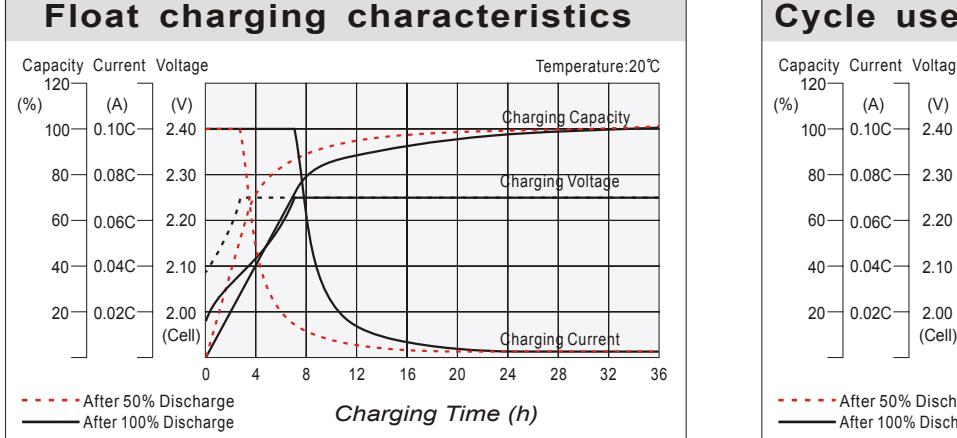 Float charging characteristics
Capacity Current Voltage Temperature:20℃
120
(%) (A) (V)
100 0.10C 2.40
80 0.08C 2.30
60 0.06C 2.20
40 0.04C 2.10
20 0.02C 2.00
(Cell)
Charging Capacity
Charging Voltage
Charging Current
0 4 8 12 16 20 24 28 32 36
After 50% Discharge
After 100% Discharge
Charging Time (h)
Cycle use
Capacity Current Voltag
120
(%) (A) (V)
100 0.10C 2.40
80 0.08C 2.30
60 0.06C 2.20
40 0.04C 2.10
20 0.02C 2.00
(Cell)
After 50% Disch
After 100% Disch